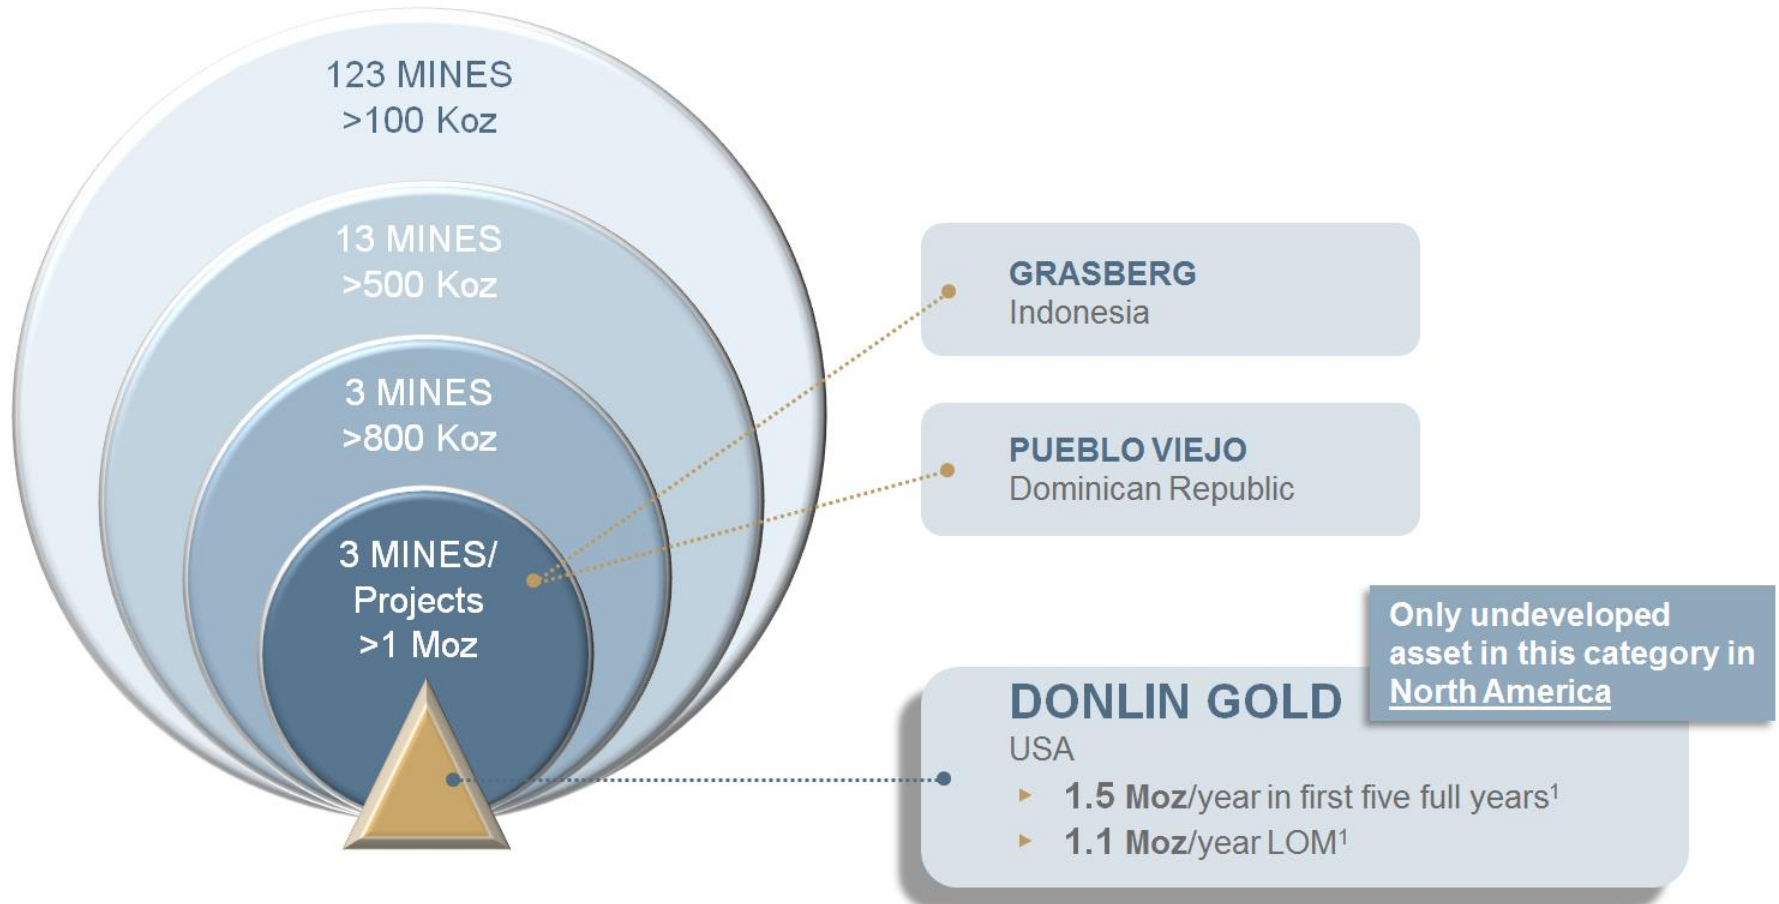 123 MINES
>100 Koz
13 MINES
>500 Koz
3 MINES
>800 Koz
3 MINES/
Projects
>1 Moz
GRASBERG
Indonesia
PUEBLO VIEJO
Dominican Republic
Only undeveloped
asset in this category in
North America
DONLIN GOLD
USA
▸ 1.5 Moz/year in first five full years¹
▸ 1.1 Moz/year LOM¹